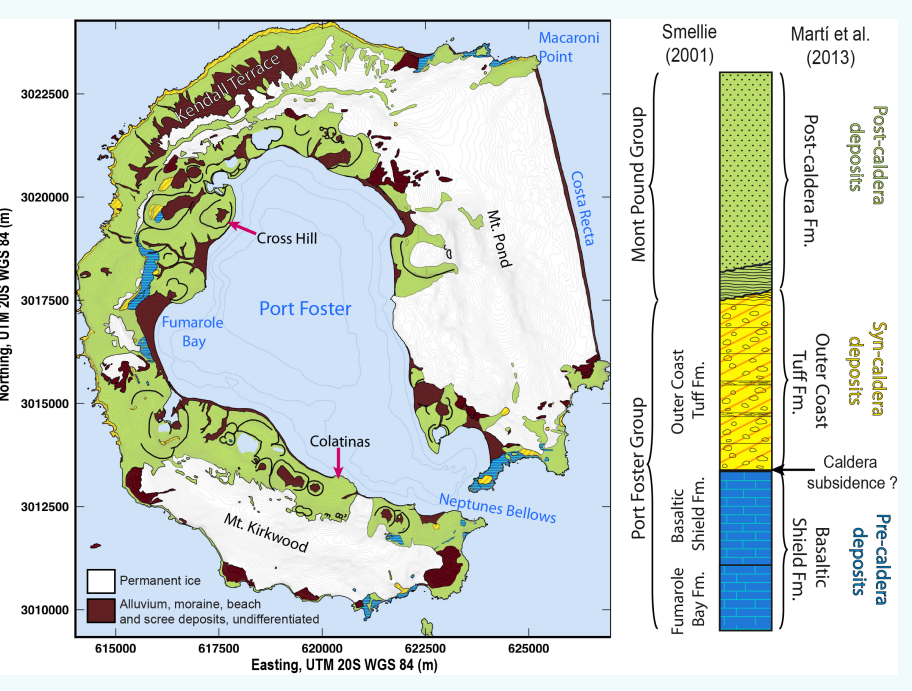 Smellie
(2001)
Martí et al.
(2013)
Macaroni
Point
Kendall Terrace
Costa Recta
Mt. Pond
Cross Hill
Port Foster
Fumarole
Bay
Colatinas
Neptunes Bellows
Mt. Kirkwood
Permanent ice
Alluvium, moraine, beach
and scree deposits, undifferentiated
3022500
3020000
3017500
3015000
3012500
3010000
Northing, UTM 20S WGS 84 (m)
615000
617500
620000
622500
625000
Easting, UTM 20S WGS 84 (m)
Mont Pound Group
Port Foster Group
Outer Coast
Tuff Fm.
Basaltic
Shield Fm.
Fumarole
Bay Fm.
Post-caldera Fm.
Outer Coast
Tuff Fm.
Caldera
subsidence ?
Basaltic
Shield Fm.
Post-caldera
deposits
Syn-caldera
deposits
Pre-caldera
deposits